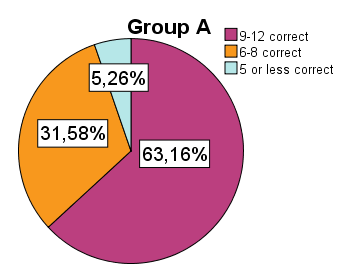 Group A
9-12 correct
6-8 correct
5 or less correct
5,26%
31,58%
63,16%